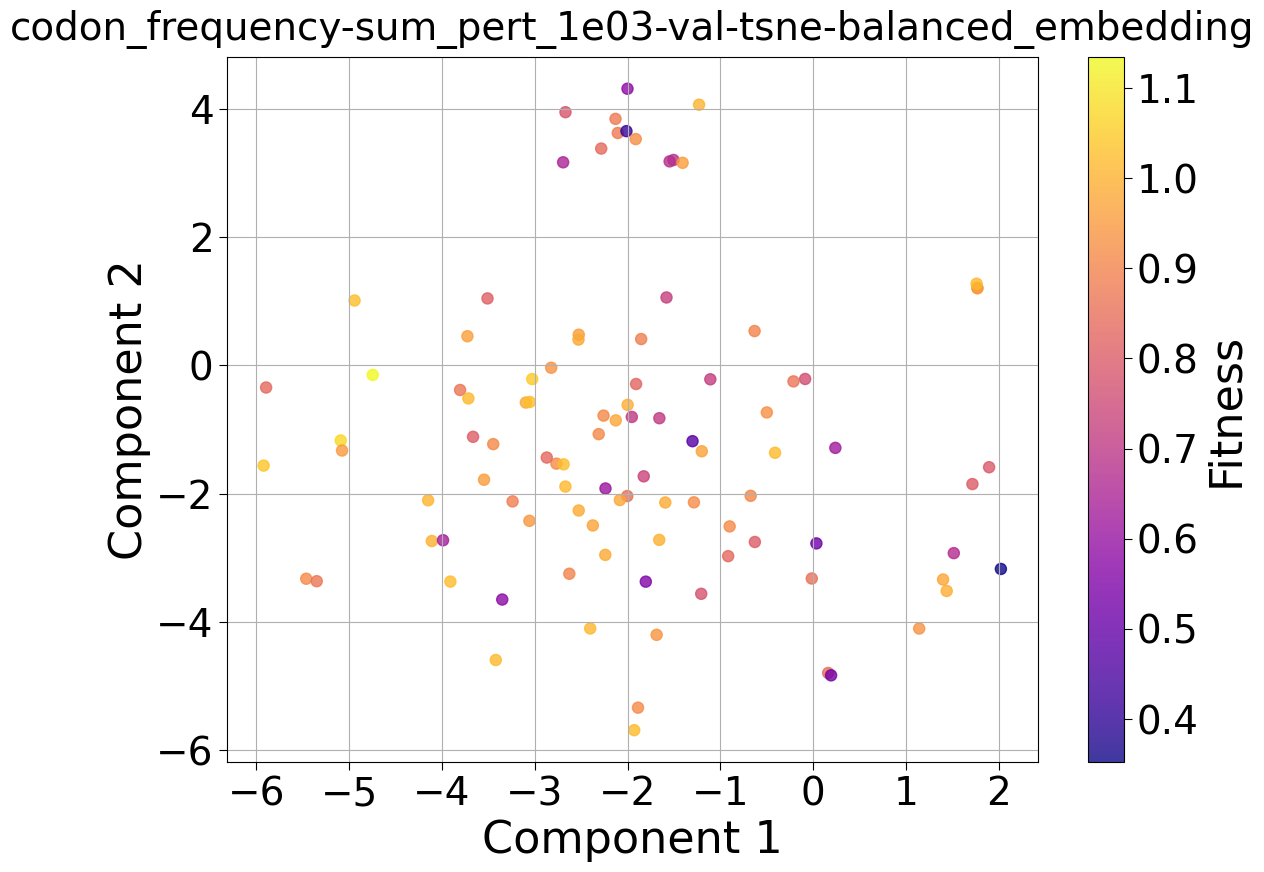 codon_frequency-sum_pert_1e03-val-tsne-balanced_embedding
Component 2
4
2
0
−2
−4
−6
−6 −5 −4 −3 −2 −1 0 1 2
Component 1
1.1
1.0
0.9
0.8
0.7
0.6
0.5
0.4
Fitness